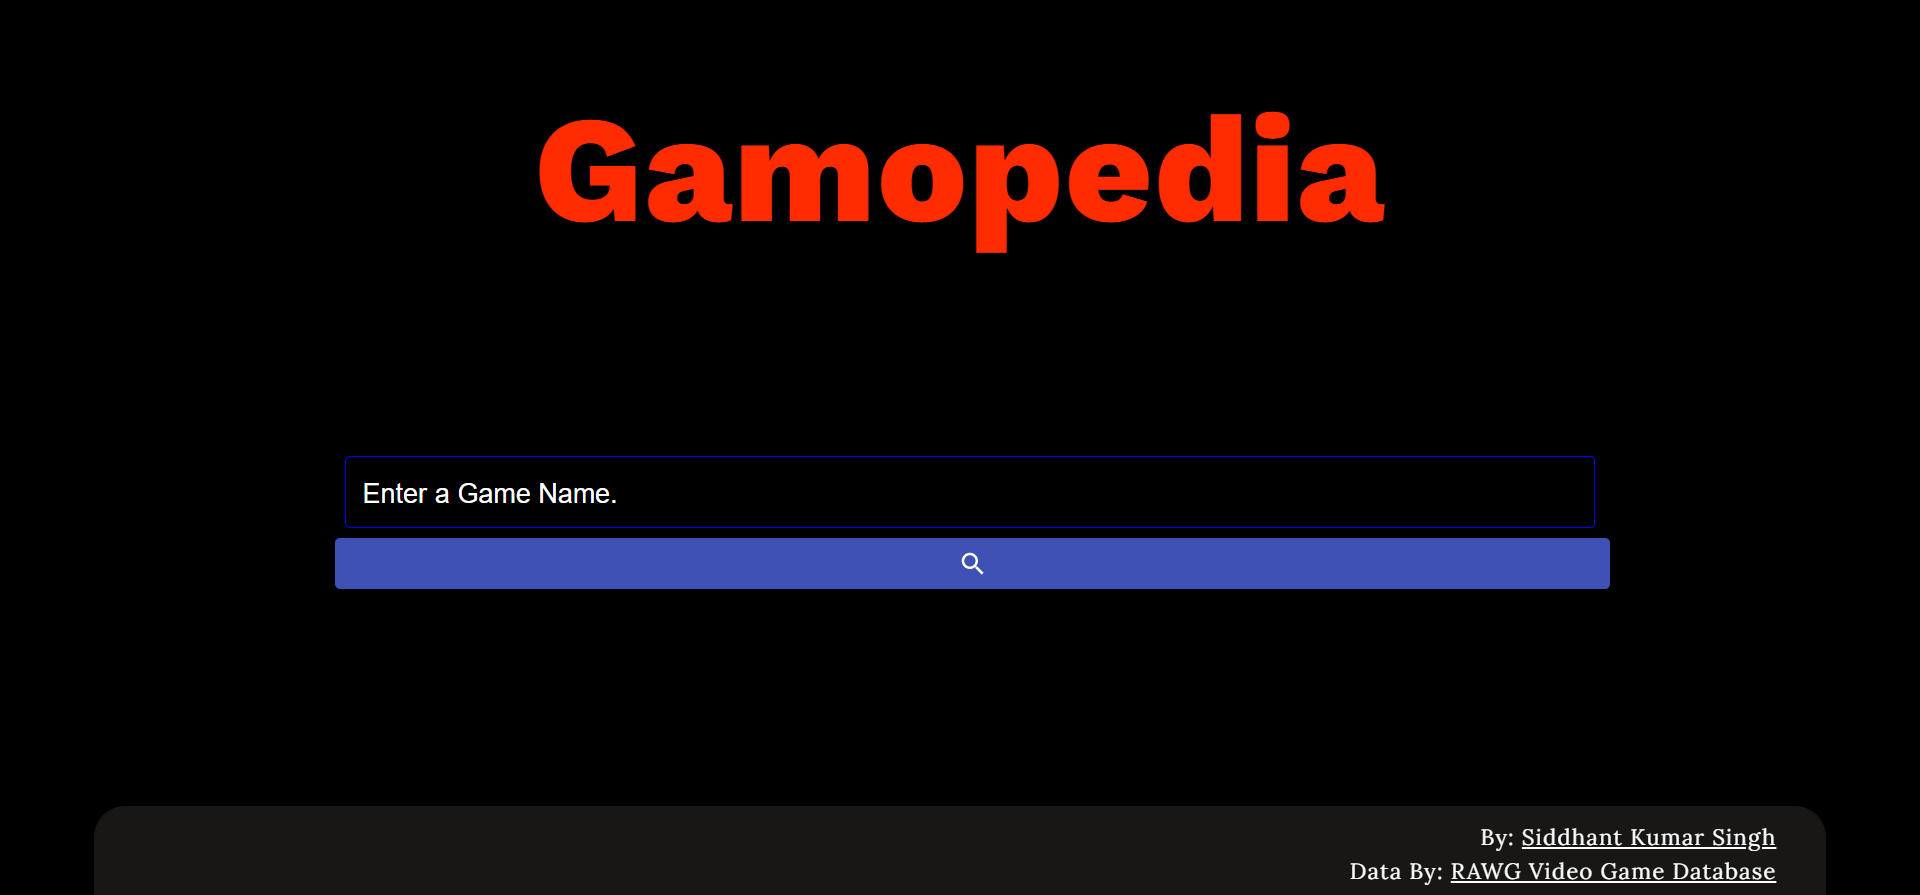 Gamopedia
Enter a Game Name.
By: Siddhant Kumar Singh
Data By: RAWG Video Game Database